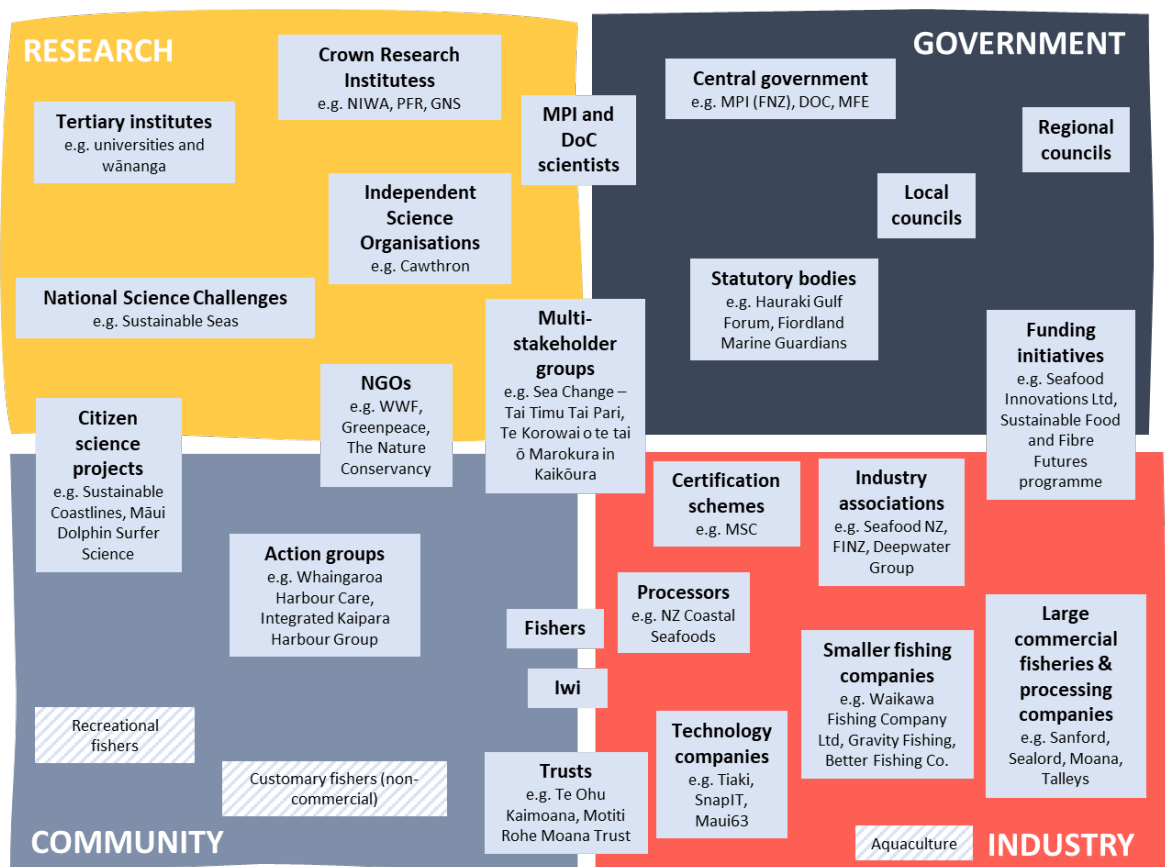 RESEARCH
Crown Research
Institutess
e.g. NIWA, PFR, GNS
Tertiary institutes
e.g. universities and
wānanga
MPI and
DoC
scientists
Independent
Science
Organisations
e.g. Cawthron
National Science Challenges
e.g. Sustainable Seas
GOVERNMENT
Central government
e.g. MPI (FNZ), DOC, MFE
Regional
councils
Local
councils
Statutory bodies
e.g. Hauraki Gulf
Forum, Fiordland
Marine Guardians
Multi-
stakeholder
groups
e.g. Sea Change –
Tai Timu Tai Pari,
Te Korowai o te tai
ō Marokura in
Kaikōura
Funding
initiatives
e.g. Seafood
Innovations Ltd,
Sustainable Food
and Fibre
Futures
programme
NGOs
e.g. WWF,
Greenpeace,
The Nature
Conservancy
Citizen
science
projects
e.g. Sustainable
Coastlines, Māui
Dolphin Surfer
Science
Action groups
e.g. Whaingaroa
Harbour Care,
Integrated Kaipara
Harbour Group
Fishers
Iwi
Recreational
fishers
Customary fishers (non-
commercial)
Trusts
e.g. Te Ohu
Kaimoana, Motiti
Rohe Moana Trust
COMMUNITY
Certification
schemes
e.g. MSC
Industry
associations
e.g. Seafood NZ,
FINZ, Deepwater
Group
Processors
e.g. NZ Coastal
Seafoods
Smaller fishing
companies
e.g. Waikawa
Fishing Company
Ltd, Gravity Fishing,
Better Fishing Co.
Large
commercial
fisheries &
processing
companies
e.g. Sanford,
Sealord, Moana,
Talleys
Technology
companies
e.g. Tiaki,
SnapIT,
Maui63
Aquaculture
INDUSTRY